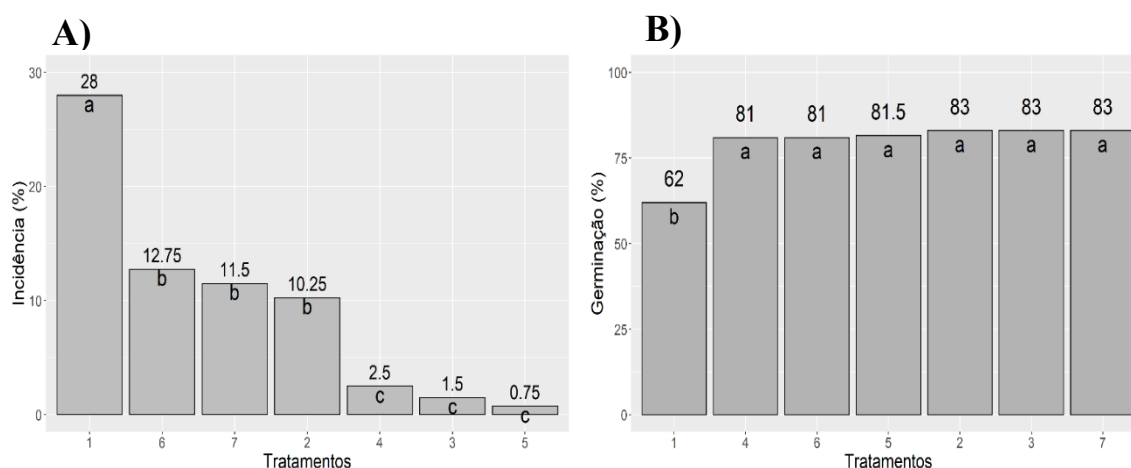 A)
30
20
10
0
Incidência (%)
28
a
12.75
b
11.5
b
10.25
b
2.5
c
1.5
c
0.75
c
1 6 7 2 4 3 5
Tratamentos
B)
100
75
50
25
0
Germinação (%)
62
b
81
a
81
a
81.5
a
83
a
83
a
83
a
1 4 6 5 2 3 7
Tratamentos